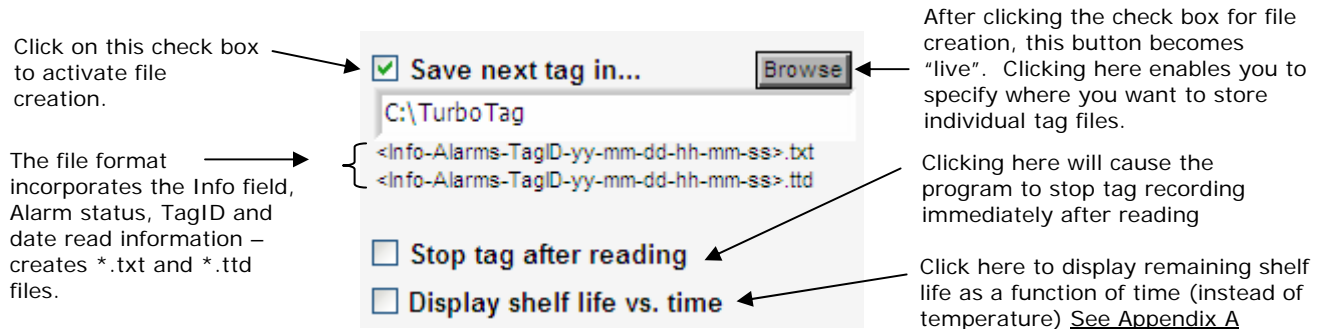 Click on this check box
to activate file
creation.
The file format
incorporates the Info field,
Alarm status, TagID and
date read information –
creates *.txt and *.ttd
files.
Save next tag in...
Browse
C:\TurboTag
<Info-Alarms-TagID-yy-mm-dd-hh-mm-ss>.txt
<Info-Alarms-TagID-yy-mm-dd-hh-mm-ss>.ttd
Stop tag after reading
Display shelf life vs. time
After clicking the check box for file
creation, this button becomes
“live”. Clicking here enables you to
specify where you want to store
individual tag files.
Clicking here will cause the
program to stop tag recording
immediately after reading
Click here to display remaining shelf
life as a function of time (instead of
temperature) See Appendix A